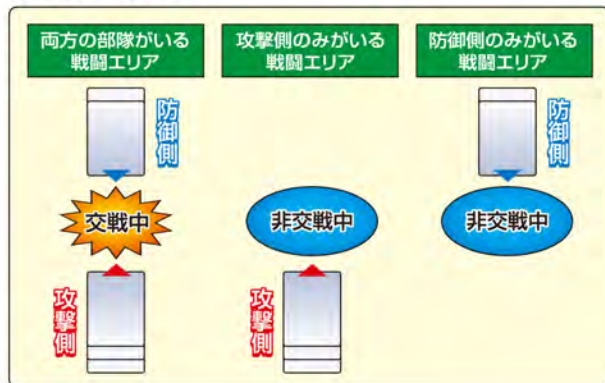 両方の部隊がいる
戦闘エリア
攻撃側のみがいる
戦闘エリア
防御側のみがいる
戦闘エリア
防御側
交戦中
攻撃側
非交戦中
攻撃側
防御側
非交戦中